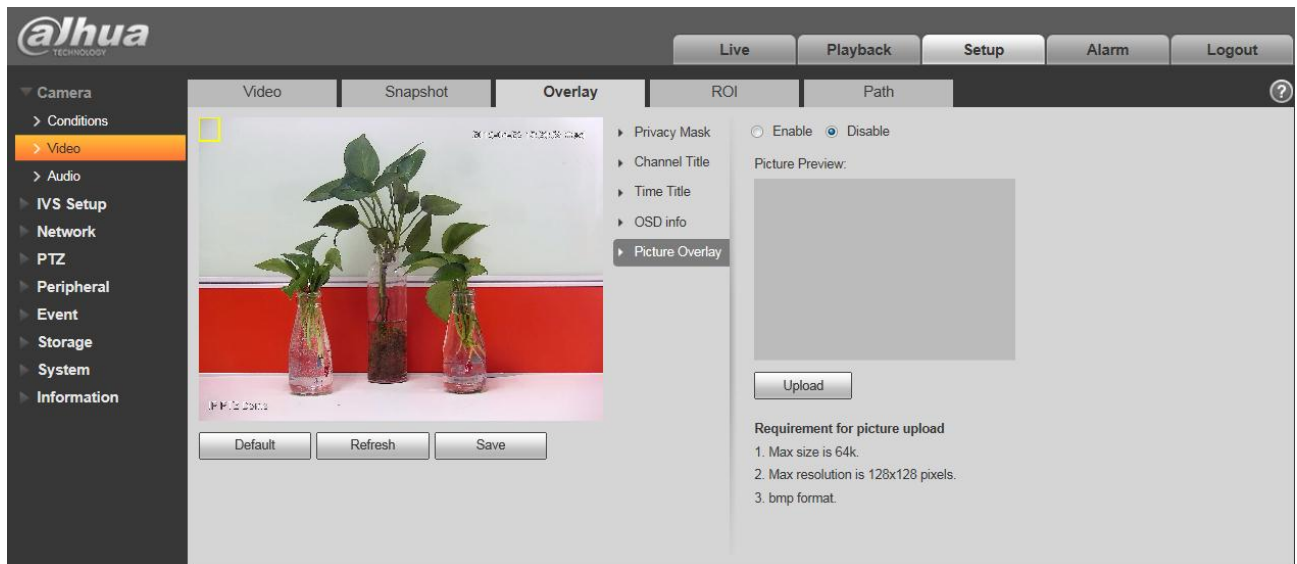 alhua
TECHNOLOGY
Live Playback Setup Alarm Logout
Camera
Conditions
Video
Audio
IVS Setup
Network
PTZ
Peripheral
Event
Storage
System
Information
Video Snapshot Overlay ROI Path
Privacy Mask
Channel Title
Time Title
OSD info
Picture Overlay
Default Refresh Save
Enable Disable
Picture Preview:
Upload
Requirement for picture upload
1. Max size is 64k.
2. Max resolution is 128x128 pixels.
3. bmp format.